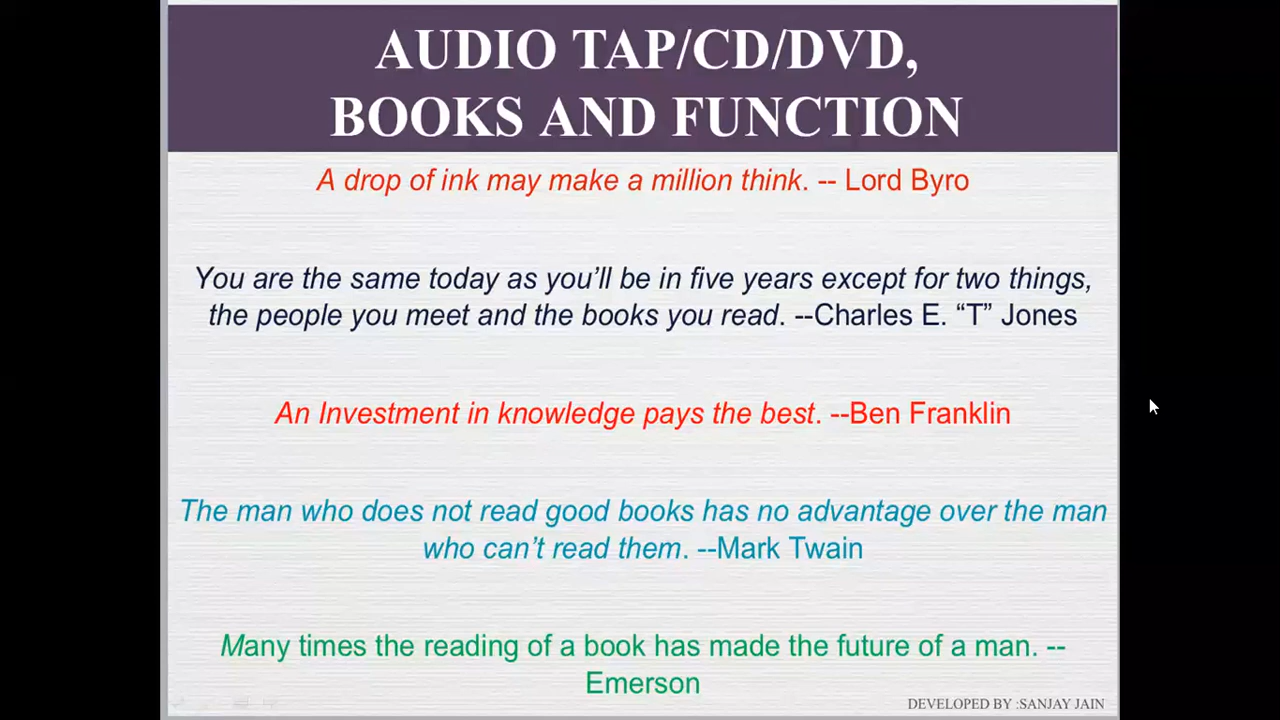 AUDIO TAP/CD/DVD,
BOOKS AND FUNCTION
A drop of ink may make a million think. -- Lord Byro
You are the same today as you’ll be in five years except for two things,
the people you meet and the books you read. --Charles E. “T” Jones
An Investment in knowledge pays the best. --Ben Franklin
The man who does not read good books has no advantage over the man
who can’t read them. --Mark Twain
Many times the reading of a book has made the future of a man. --
Emerson
DEVELOPED BY :SANJAY JAIN